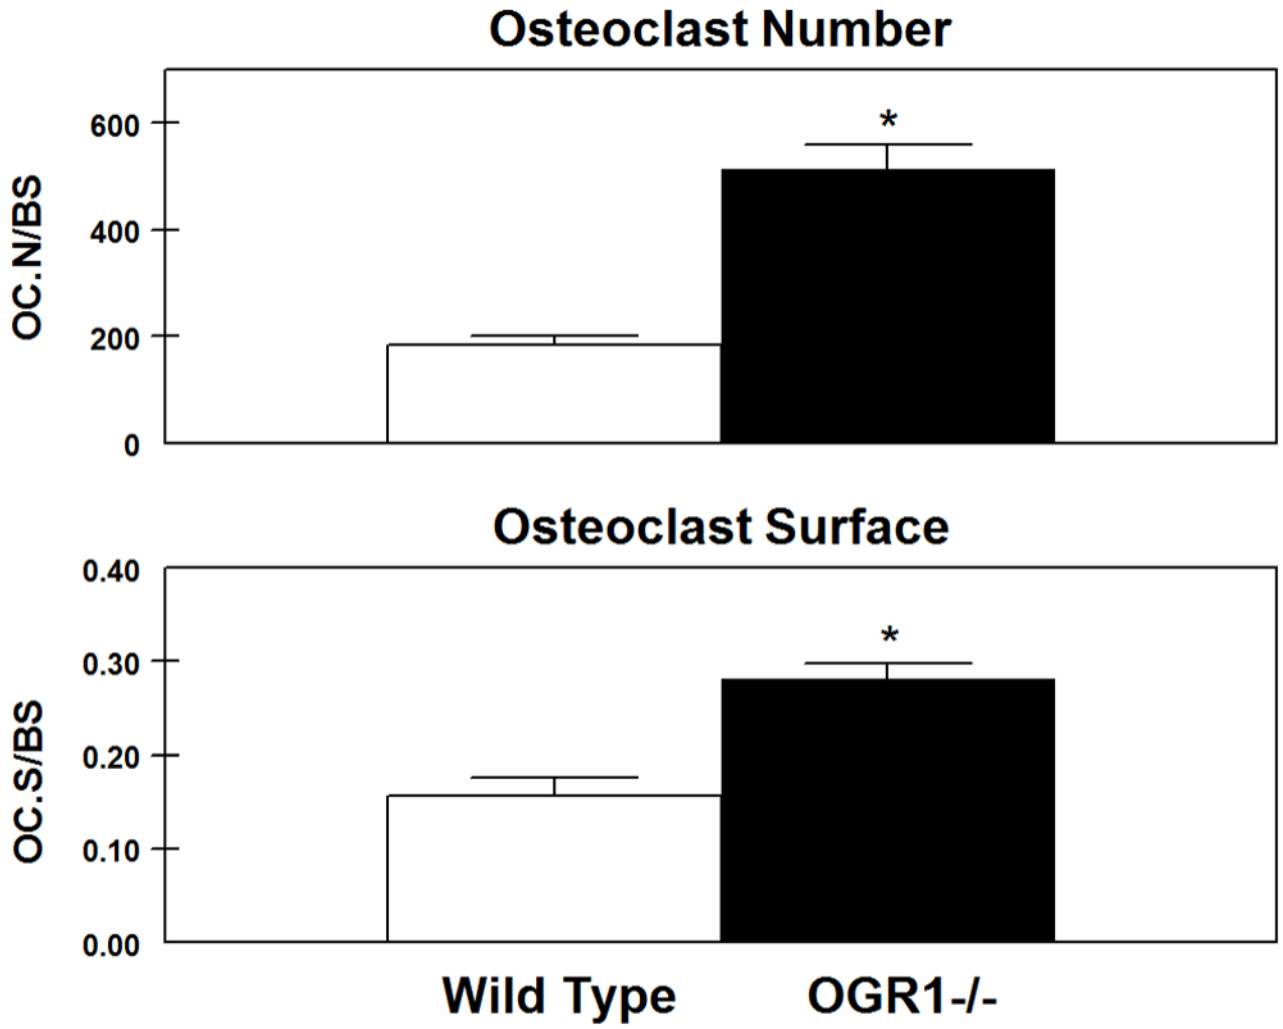 Osteoclast Number
OC.N/BS
600
*
400
200
0
Osteoclast Surface
OC.S/BS
0.40
0.30
*
0.20
0.10
0.00
Wild Type
OGR1-/-